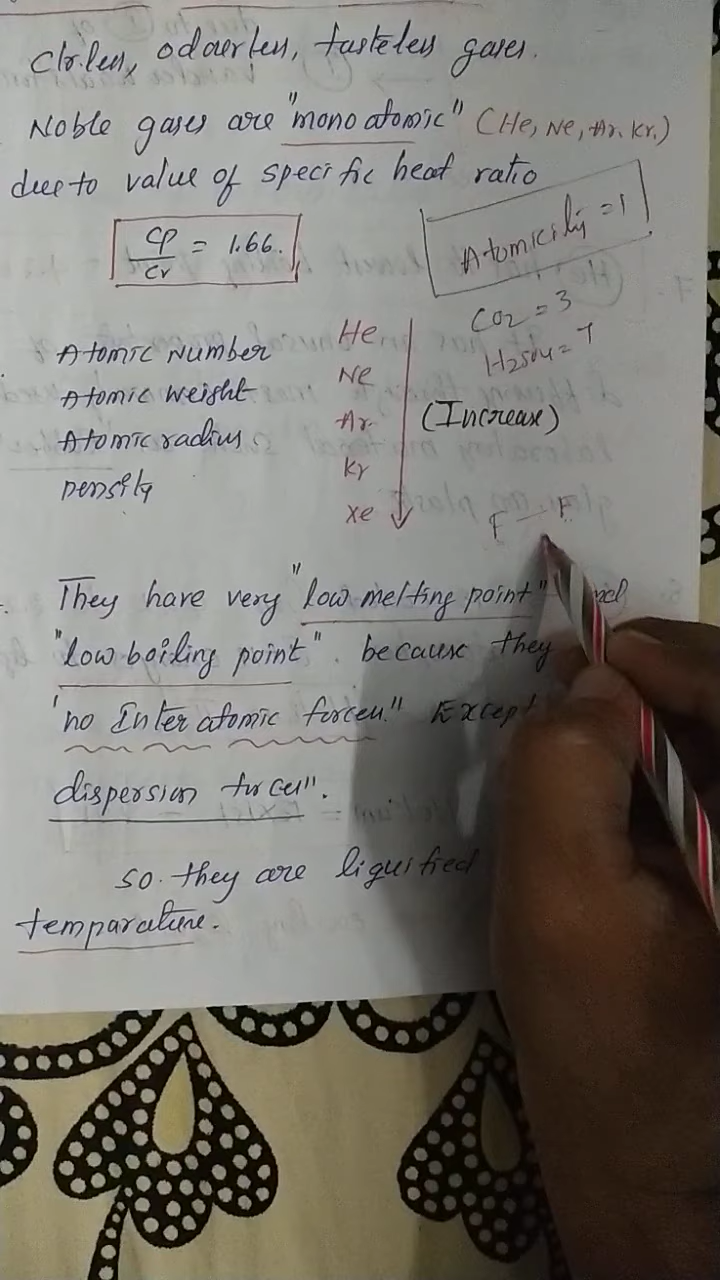 Clr.less, odourless, tasteless gases.
Noble gases are "mono atomic" (He, Ne, Ar. Kr.)
due to value of specific heat ratio
Cp/Cv = 1.66.
Atomicity = 1
CO2 = 3
H2SO4 = 7
Atomic Number
Atomic weight
Atomic radius
Density
He
Ne
Ar
Kr
Xe
(Increase)
F — F
They have very "low melting point"
"low boiling point". because they
"no Inter atomic forces" Except
dispersion forces".
so. they are liquified
temparature.